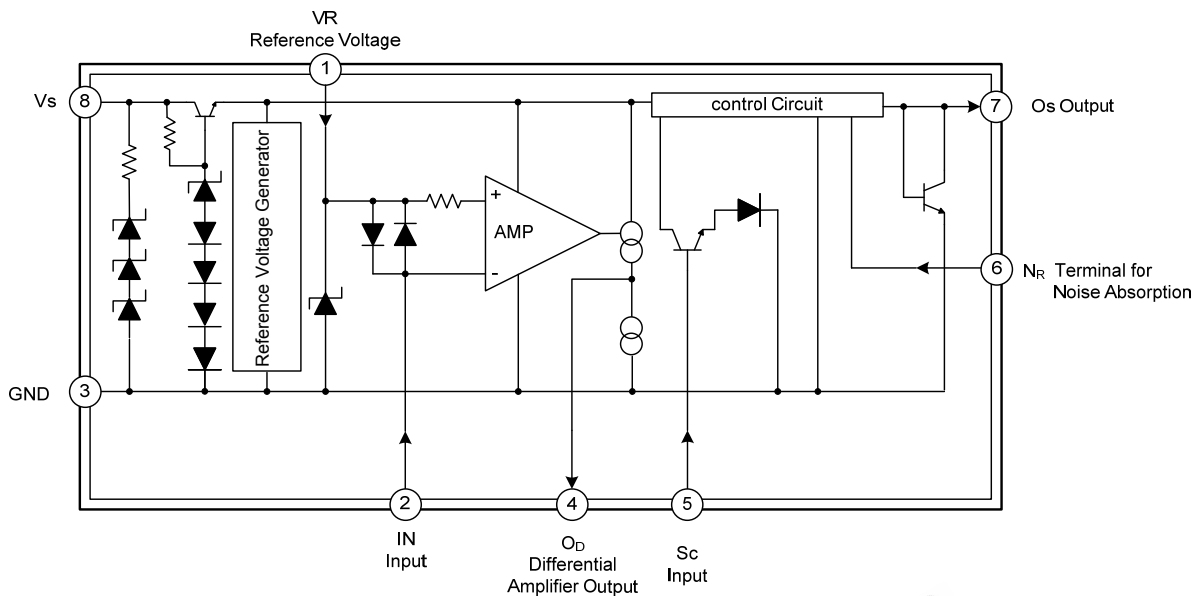 VR
Reference Voltage
1
Vs
8
control Circuit
7
Os Output
Reference Voltage Generator
+
AMP
-
6
NR Terminal for
Noise Absorption
GND
3
2
4
5
IN
Input
OD
Differential
Amplifier Output
Sc
Input